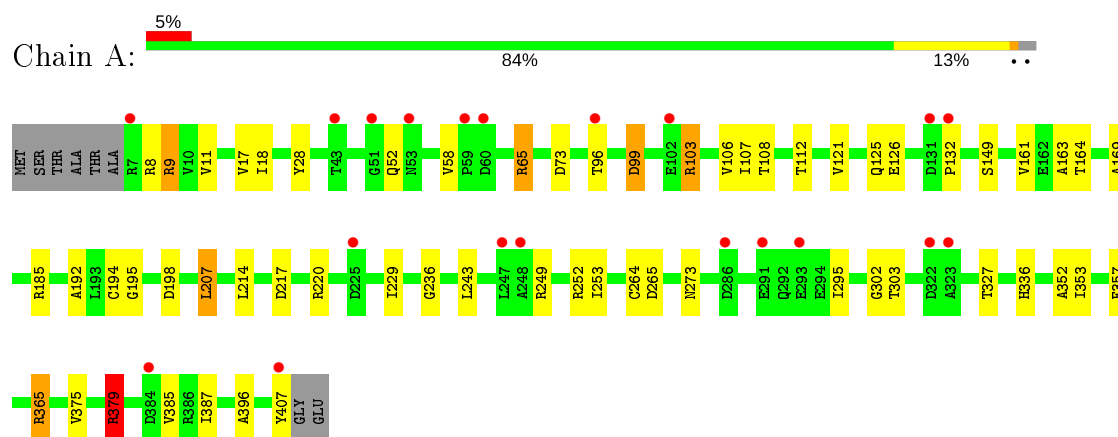 5%
Chain A:
84% 13% • •
MET SER THR ALA THR ALA R7 R8 R9 V10 V11 V17 I18 Y28 T43 G51 Q52 N53 V58 P59 D60 R65 D73 T96 D99 E102 R103 V106 I107 T108 T112 V121 Q125 E126 D131 P132 S149 V161 E162 A163 T164 A169
R185 A192 L193 C194 G195 D198 L207 L214 D217 R220 D225 I229 G236 L243 L247 A248 R249 R252 I253 C264 D265 N273 D286 E291 Q292 E293 E294 I295 G302 T303 D322 A323 T327 H336 A352 I353 E357
R365 V375 R379 D384 V385 R386 I387 A396 Y407 GLY GLU